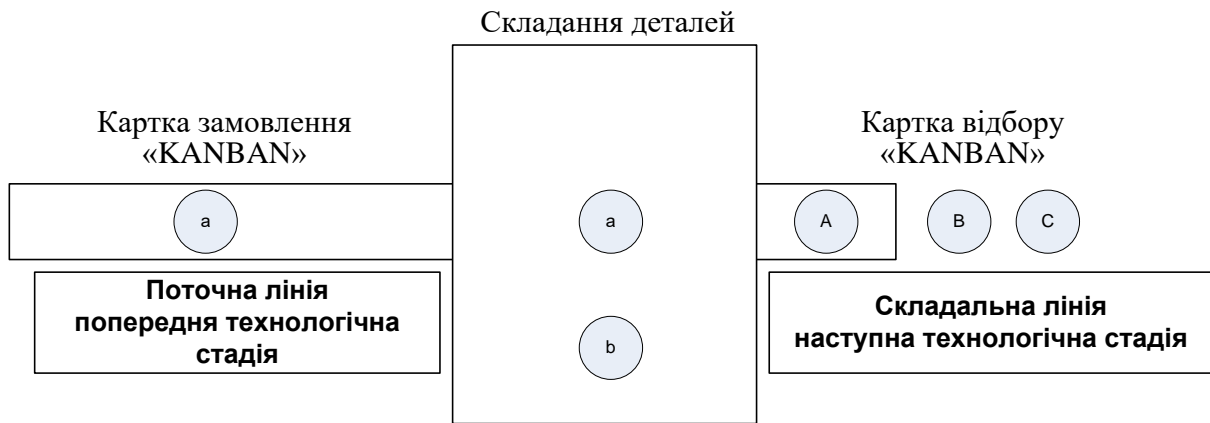 Складання деталей
Картка замовлення
«KANBAN»
Картка відбору
«KANBAN»
a
a
A
B
C
Поточна лінія
попередня технологічна
стадія
b
Складальна лінія
наступна технологічна стадія